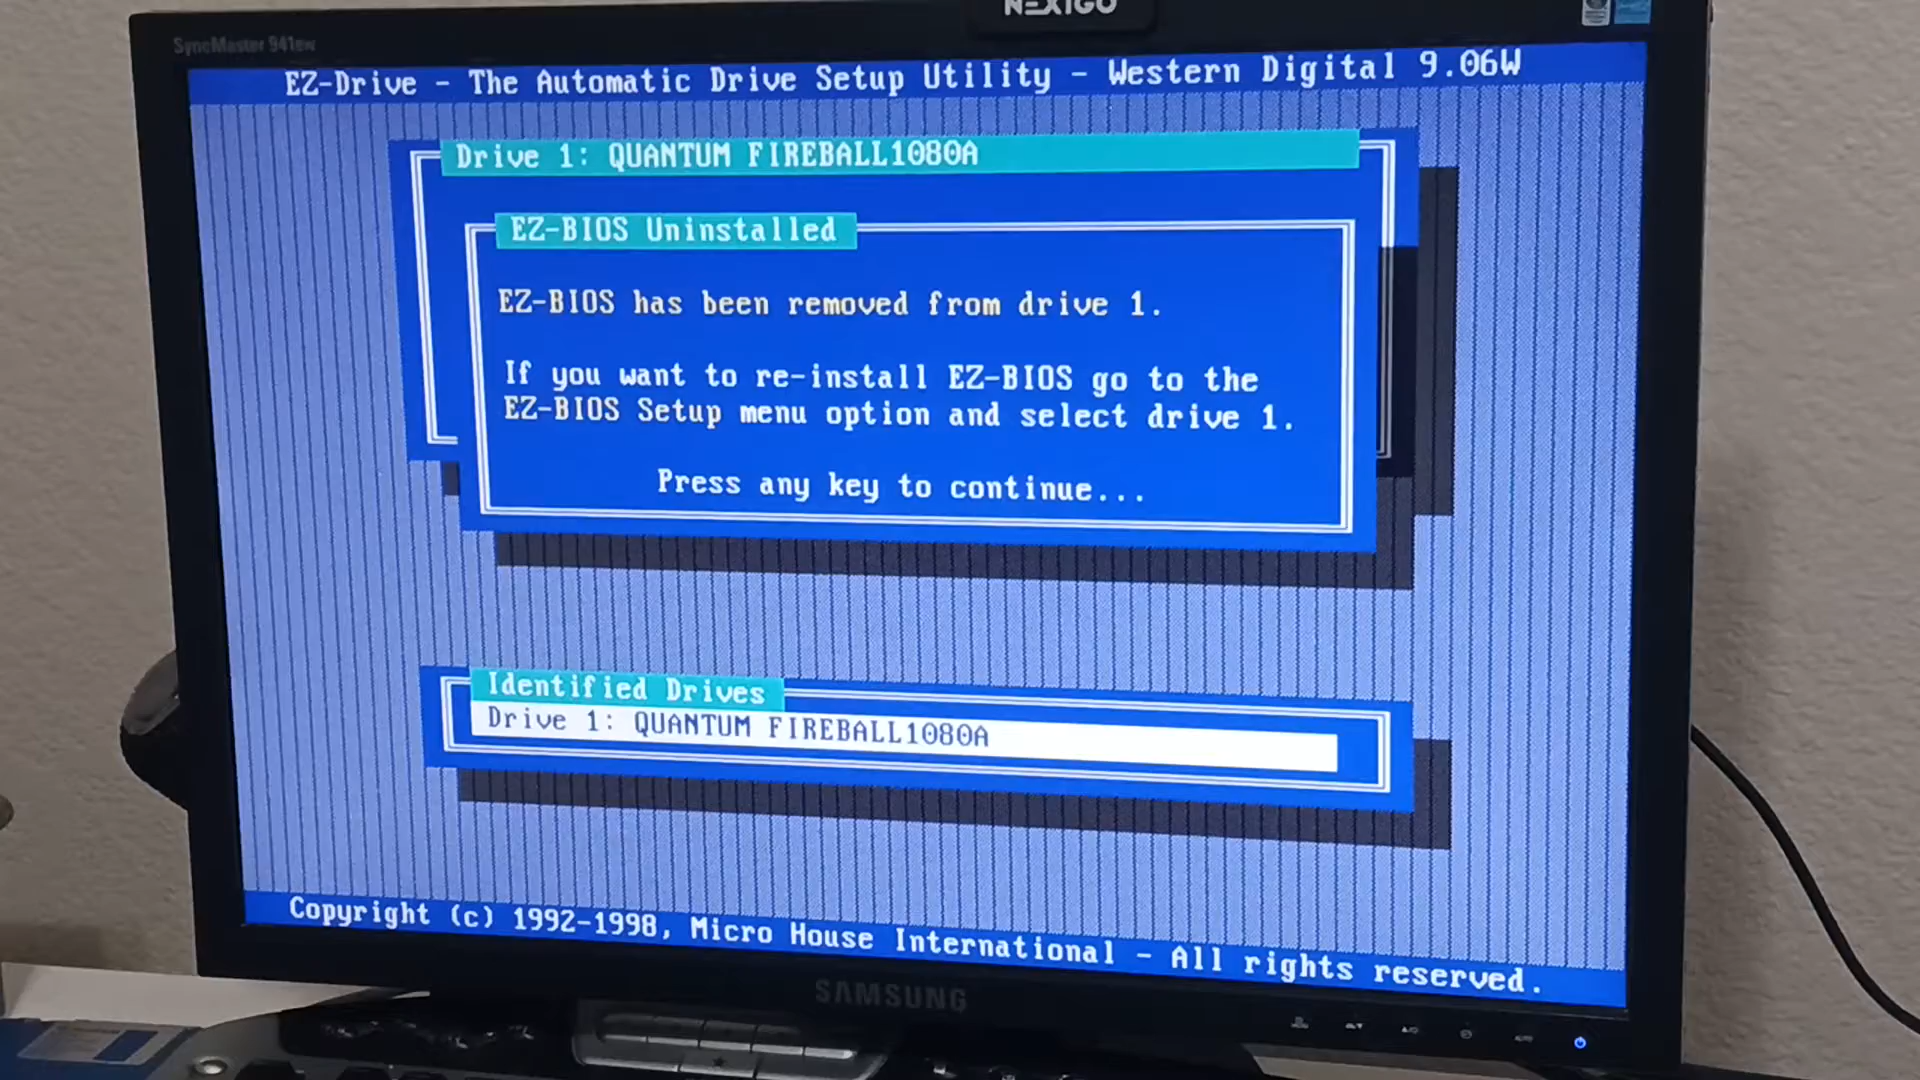 NEXIGO
SyncMaster 941ew
EZ-Drive - The Automatic Drive Setup Utility - Western Digital 9.06W
Drive 1: QUANTUM FIREBALL1080A
EZ-BIOS Uninstalled
EZ-BIOS has been removed from drive 1.
If you want to re-install EZ-BIOS go to the
EZ-BIOS Setup menu option and select drive 1.
Press any key to continue...
Identified Drives
Drive 1: QUANTUM FIREBALL1080A
Copyright (c) 1992-1998, Micro House International - All rights reserved.
SAMSUNG